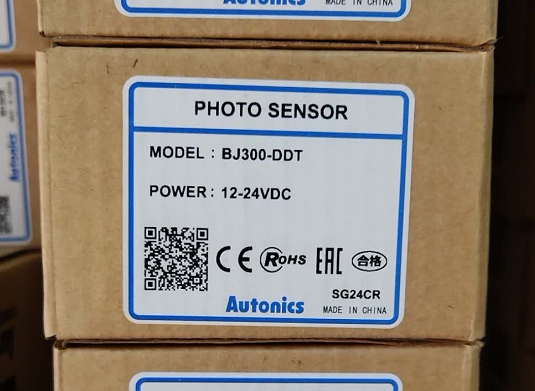 Autonics
MADE IN CHINA
PHOTO SENSOR
MODEL : BJ300-DDT
POWER : 12-24VDC
CE RoHS EAC 合格
SG24CR
Autonics
MADE IN CHINA
Autonics